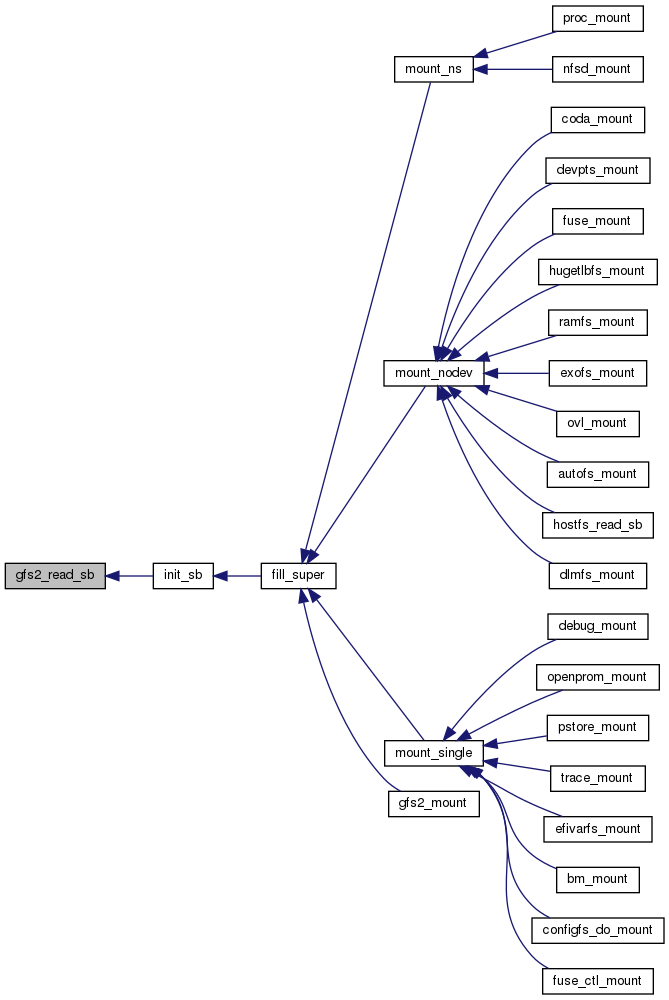 proc_mount
mount_ns
nfsd_mount
coda_mount
devpts_mount
fuse_mount
hugetlbfs_mount
ramfs_mount
mount_nodev
exofs_mount
ovl_mount
autofs_mount
hostfs_read_sb
gfs2_read_sb
init_sb
fill_super
dlmfs_mount
debug_mount
openprom_mount
pstore_mount
mount_single
trace_mount
gfs2_mount
efivarfs_mount
bm_mount
configfs_do_mount
fuse_ctl_mount